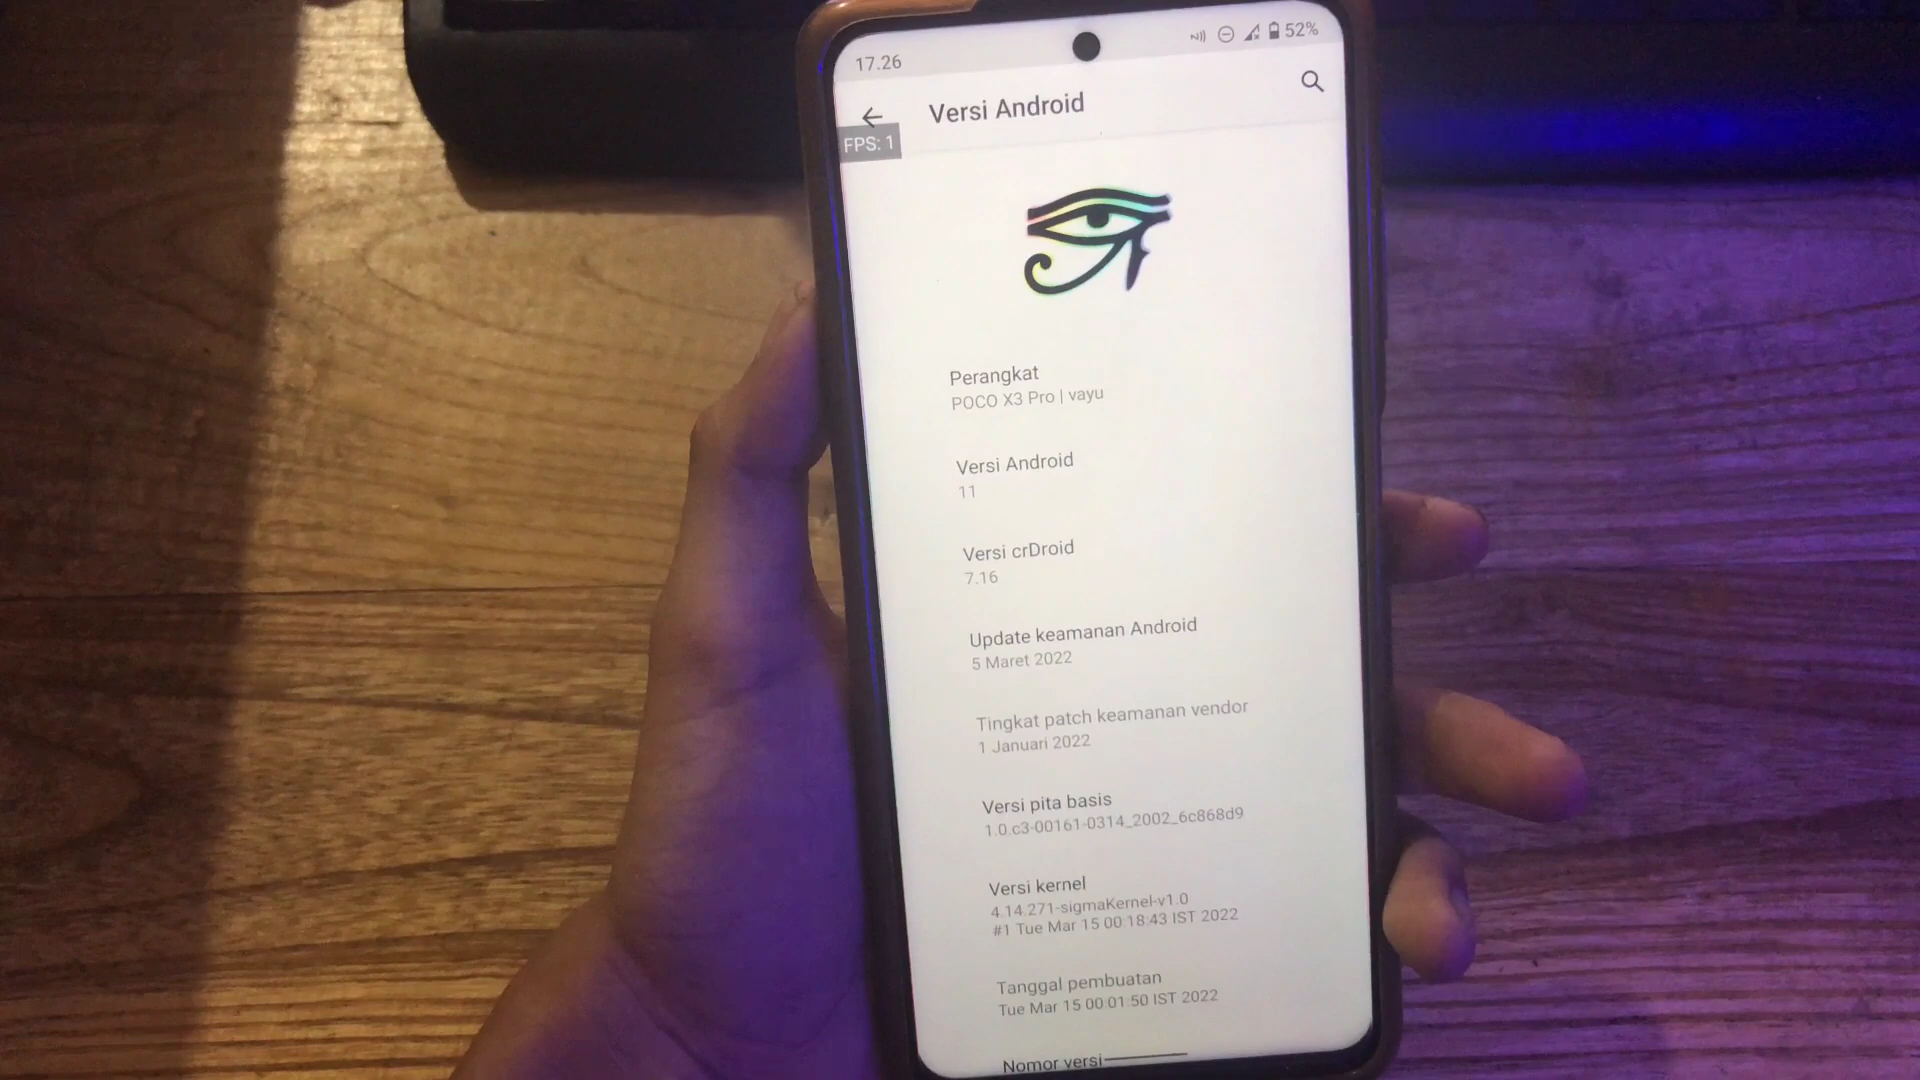 17.26
52%
Versi Android
FPS: 1
Perangkat
POCO X3 Pro | vayu
Versi Android
11
Versi crDroid
7.16
Update keamanan Android
5 Maret 2022
Tingkat patch keamanan vendor
1 Januari 2022
Versi pita basis
1.0.c3-00161-0314_2002_6c868d9
Versi kernel
4.14.271-sigmaKernel-v1.0
#1 Tue Mar 15 00:18:43 IST 2022
Tanggal pembuatan
Tue Mar 15 00:01:50 IST 2022
Nomor versi